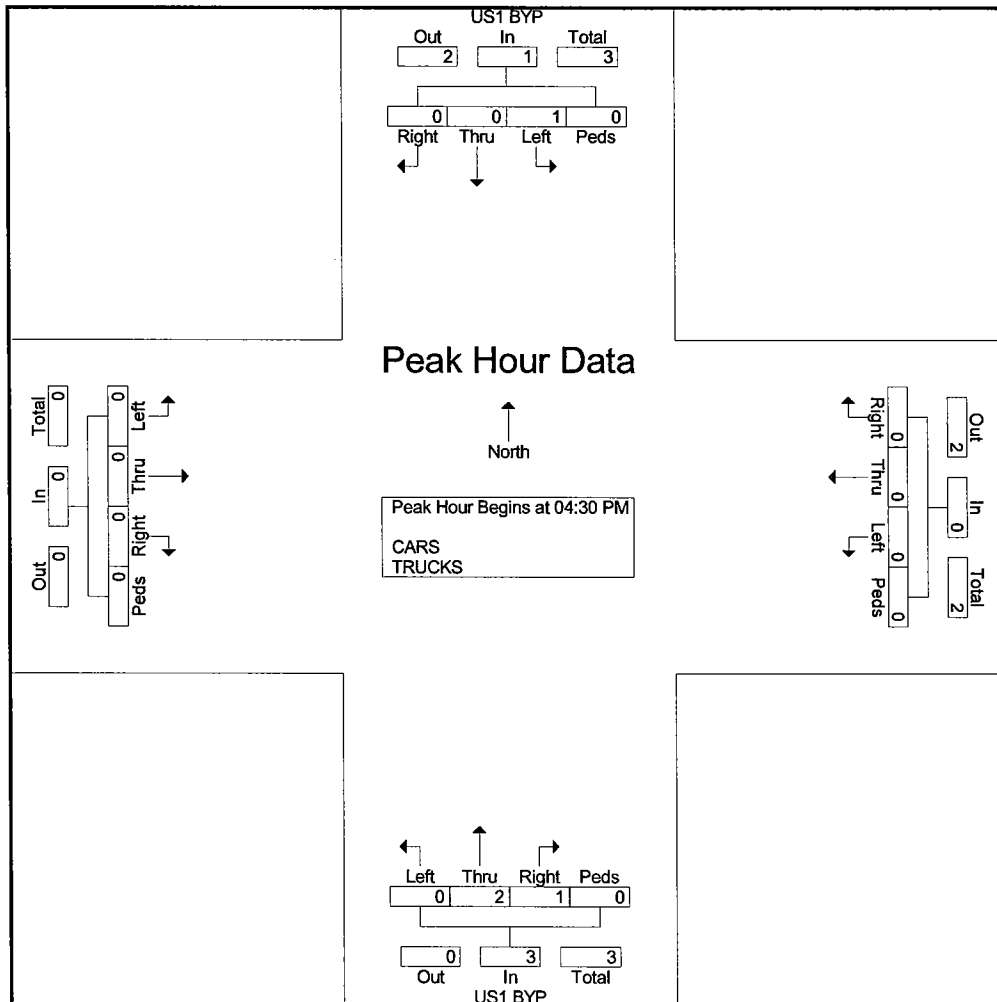 US1 BYP
Out In Total
2 1 3
0 0 1 0
Right Thru Left Peds
Peak Hour Data
North
Peak Hour Begins at 04:30 PM
CARS
TRUCKS
Total In Out
0 0 0
0 0 0 0
Left Thru Right Peds
Out In Total
2 0 2
0 0 0 0
Right Thru Left Peds
Left Thru Right Peds
0 2 1 0
0 3 3
Out In Total
US1 BYP